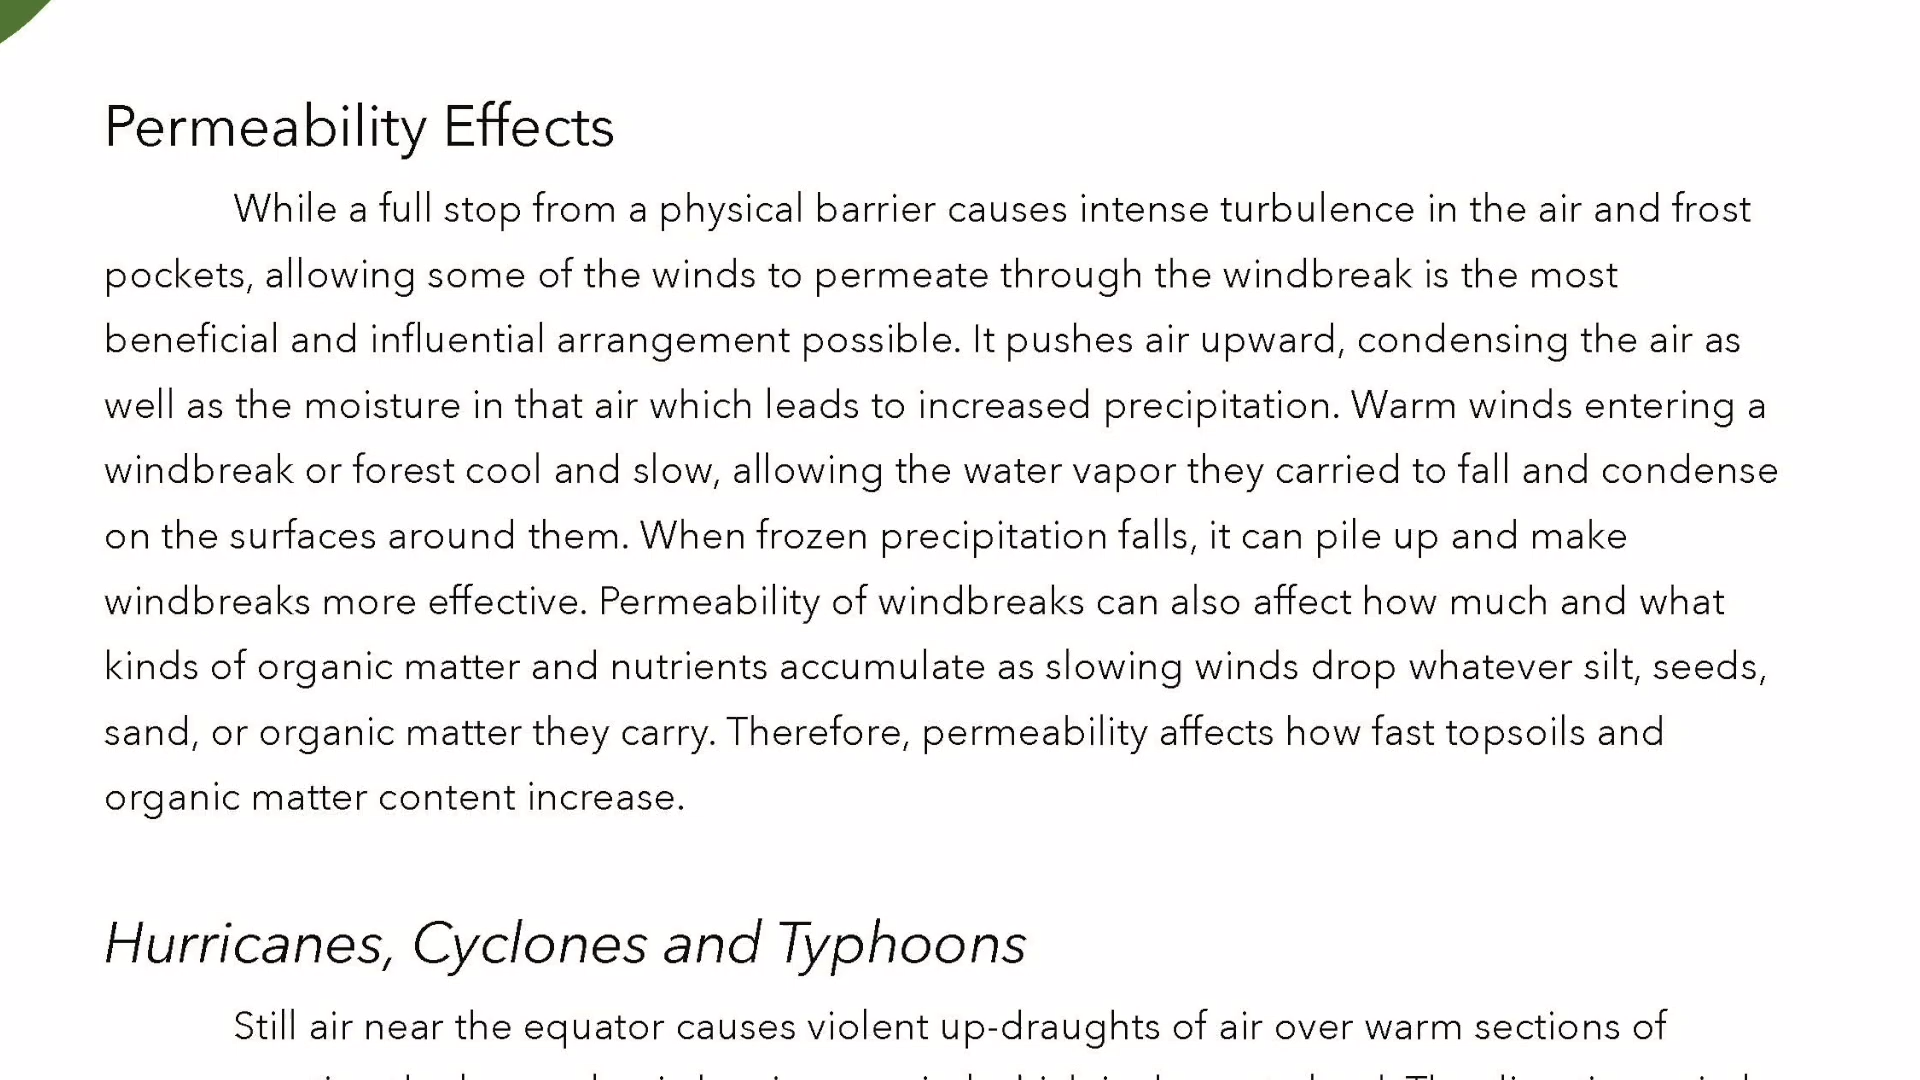 Permeability Effects
While a full stop from a physical barrier causes intense turbulence in the air and frost
pockets, allowing some of the winds to permeate through the windbreak is the most
beneficial and influential arrangement possible. It pushes air upward, condensing the air as
well as the moisture in that air which leads to increased precipitation. Warm winds entering a
windbreak or forest cool and slow, allowing the water vapor they carried to fall and condense
on the surfaces around them. When frozen precipitation falls, it can pile up and make
windbreaks more effective. Permeability of windbreaks can also affect how much and what
kinds of organic matter and nutrients accumulate as slowing winds drop whatever silt, seeds,
sand, or organic matter they carry. Therefore, permeability affects how fast topsoils and
organic matter content increase.
Hurricanes, Cyclones and Typhoons
Still air near the equator causes violent up-draughts of air over warm sections of